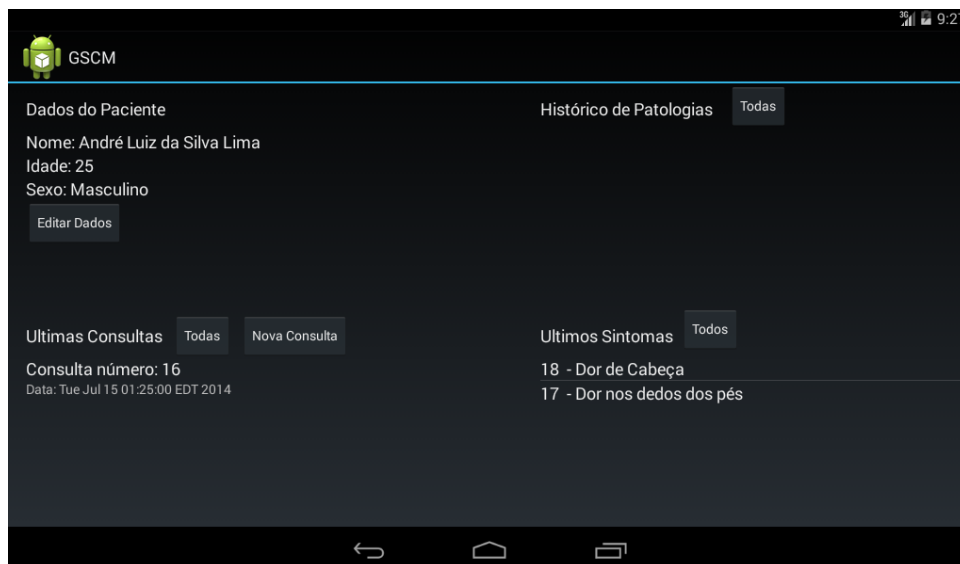 3G 9:27
GSCM
Dados do Paciente
Nome: André Luiz da Silva Lima
Idade: 25
Sexo: Masculino
Editar Dados
Histórico de Patologias Todas
Ultimas Consultas Todas Nova Consulta
Consulta número: 16
Data: Tue Jul 15 01:25:00 EDT 2014
Ultimos Sintomas Todos
18 - Dor de Cabeça
17 - Dor nos dedos dos pés